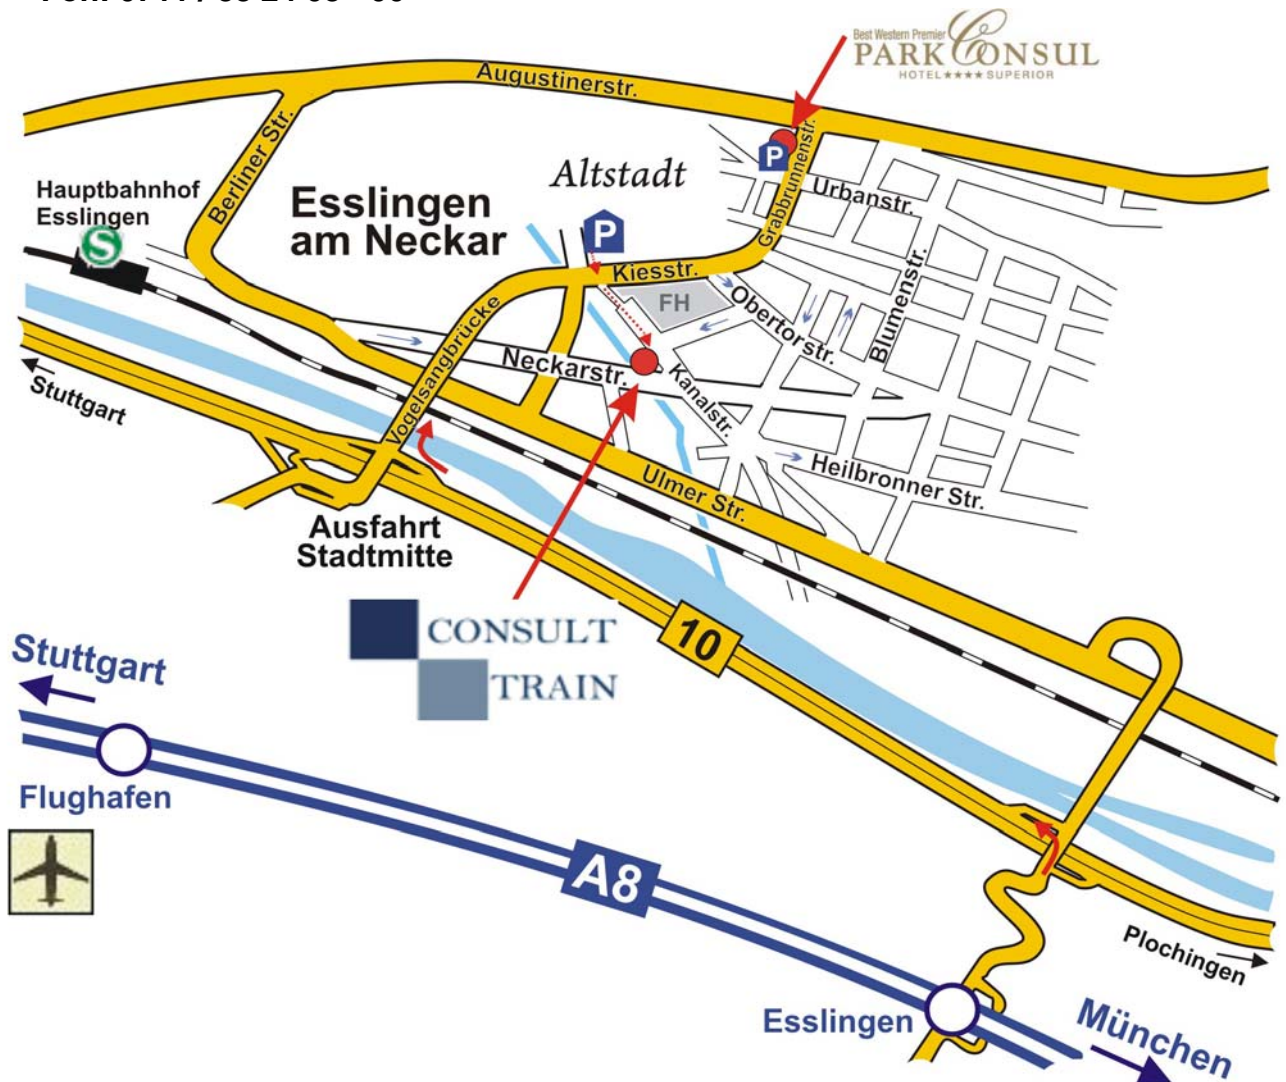 Best Western Premier
PARK CONSUL
HOTEL★★★★SUPERIOR
Augustinerstr.
Berliner Str.
Hauptbahnhof
Esslingen
S
Esslingen
am Neckar
Altstadt
P
P
Grabbrunnenstr.
Urbanstr.
Kiesstr.
FH
Obertorstr.
Blumenstr.
Vogelsangbrücke
Neckarstr.
Kanalstr.
Stuttgart
Heilbronner Str.
Ulmer Str.
Ausfahrt
Stadtmitte
CONSULT
TRAIN
10
Stuttgart
Flughafen
A8
Plochingen
Esslingen
München